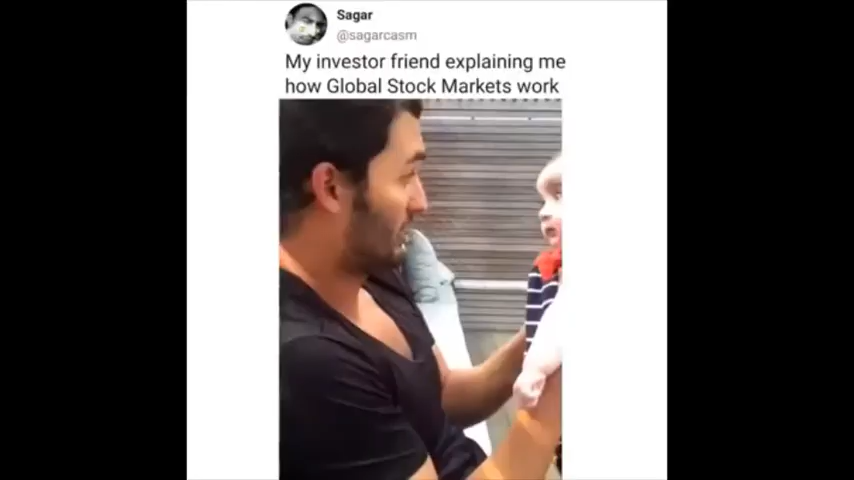 Sagar
@sagarcasm
My investor friend explaining me
how Global Stock Markets work